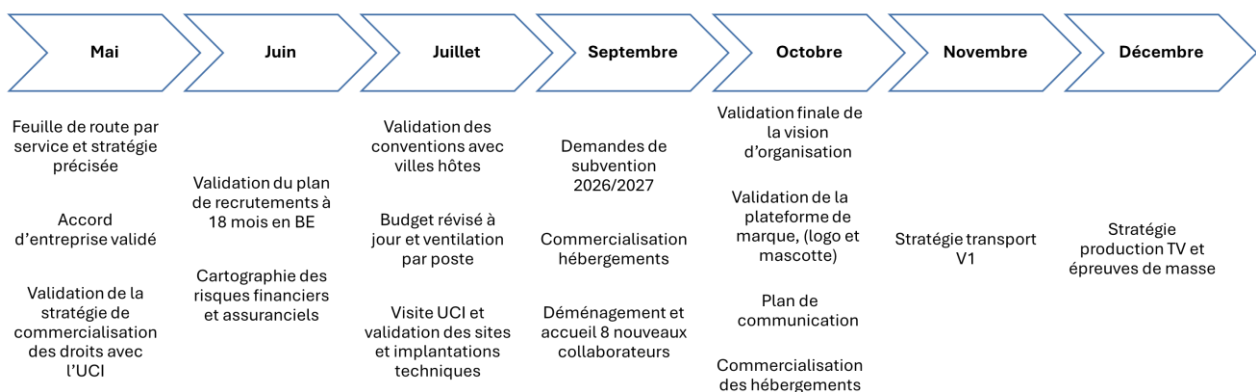 Mai
Juin
Juillet
Septembre
Octobre
Novembre
Décembre
Feuille de route par
service et stratégie
précisée
Accord
d’entreprise validé
Validation de la
stratégie de
commercialisation
des droits avec
l’UCI
Validation du plan
de recrutements à
18 mois en BE
Cartographie des
risques financiers
et assuranciels
Validation des
conventions avec
villes hôtes
Budget révisé à
jour et ventilation
par poste
Visite UCI et
validation des sites
et implantations
techniques
Demandes de
subvention
2026/2027
Commercialisation
hébergements
Déménagement et
accueil 8 nouveaux
collaborateurs
Validation finale de
la vision
d’organisation
Validation de la
plateforme de
marque, (logo et
mascotte)
Plan de
communication
Commercialisation
des hébergements
Stratégie transport
V1
Stratégie
production TV et
épreuves de masse